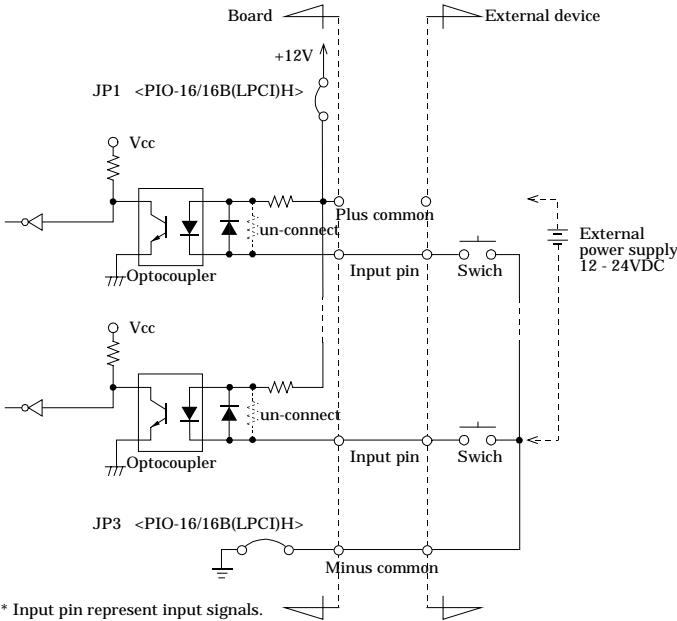 Board
External device
+12V
JP1 <PIO-16/16B(LPCI)H>
Vcc
Plus common
un-connect
External
power supply
12 - 24VDC
Optocoupler
Input pin
Swich
Vcc
un-connect
Optocoupler
Input pin
Swich
JP3 <PIO-16/16B(LPCI)H>
Minus common
* Input pin represent input signals.